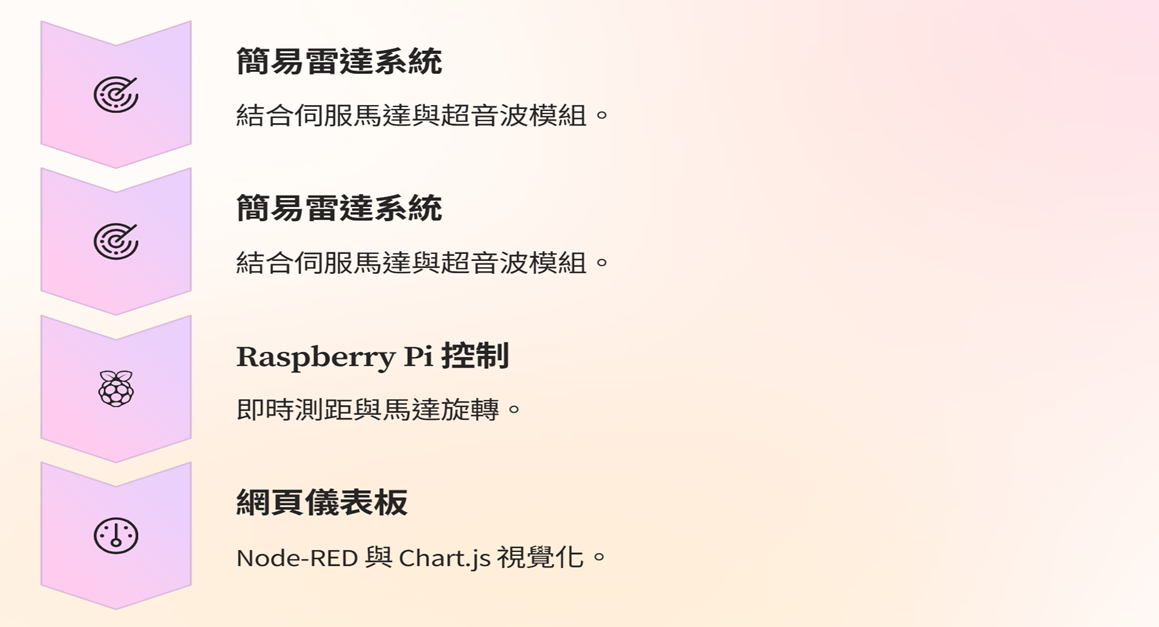 簡易雷達系統
結合伺服馬達與超音波模組。
簡易雷達系統
結合伺服馬達與超音波模組。
Raspberry Pi 控制
即時測距與馬達旋轉。
網頁儀表板
Node-RED 與 Chart.js 視覺化。